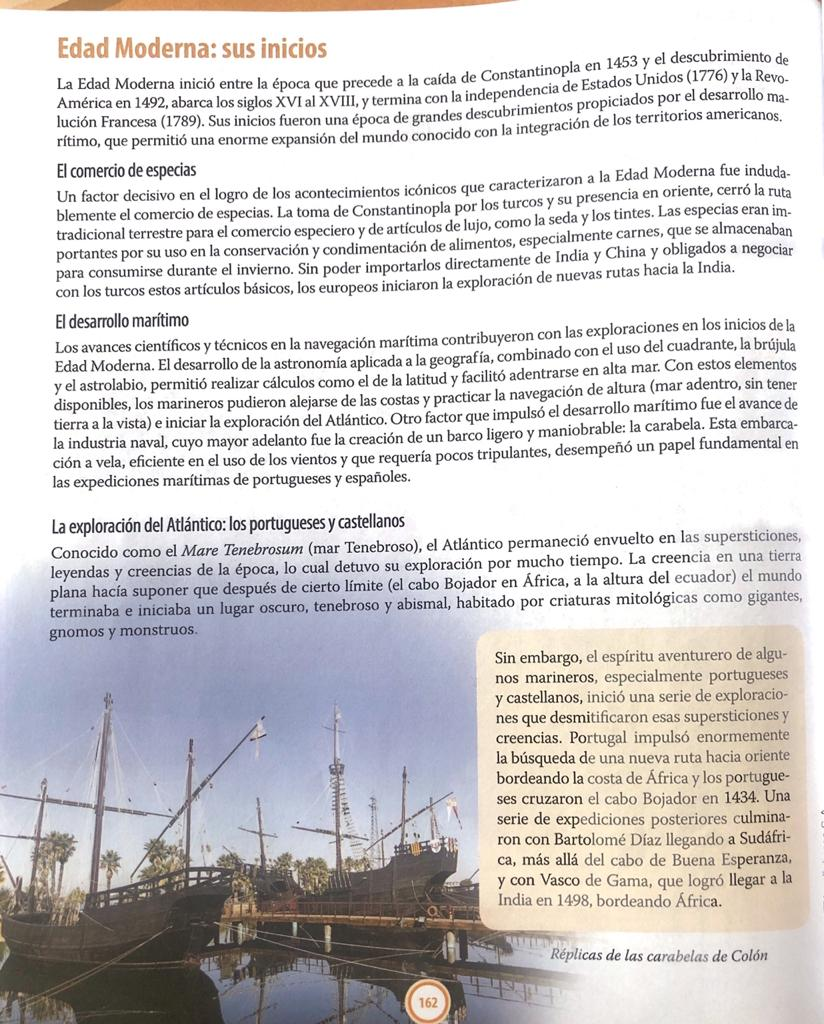 Edad Moderna: sus inicios
La Edad Moderna inició entre la época que precede a la caída de Constantinopla en 1453 y el descubrimiento de
América en 1492, abarca los siglos XVI al XVIII, y termina con la independencia de Estados Unidos (1776) y la Revo-
lución Francesa (1789). Sus inicios fueron una época de grandes descubrimientos propiciados por el desarrollo ma-
rítimo, que permitió una enorme expansión del mundo conocido con la integración de los territorios americanos.
El comercio de especias
Un factor decisivo en el logro de los acontecimientos icónicos que caracterizaron a la Edad Moderna fue induda-
blemente el comercio de especias. La toma de Constantinopla por los turcos y su presencia en oriente, cerró la ruta
tradicional terrestre para el comercio especiero y de artículos de lujo, como la seda y los tintes. Las especias eran im-
portantes por su uso en la conservación y condimentación de alimentos, especialmente carnes, que se almacenaban
para consumirse durante el invierno. Sin poder importarlos directamente de India y China y obligados a negociar
con los turcos estos artículos básicos, los europeos iniciaron la exploración de nuevas rutas hacia la India.
El desarrollo marítimo
Los avances científicos y técnicos en la navegación marítima contribuyeron con las exploraciones en los inicios de la
Edad Moderna. El desarrollo de la astronomía aplicada a la geografía, combinado con el uso del cuadrante, la brújula
y el astrolabio, permitió realizar cálculos como el de la latitud y facilitó adentrarse en alta mar. Con estos elementos
disponibles, los marineros pudieron alejarse de las costas y practicar la navegación de altura (mar adentro, sin tener
tierra a la vista) e iniciar la exploración del Atlántico. Otro factor que impulsó el desarrollo marítimo fue el avance de
la industria naval, cuyo mayor adelanto fue la creación de un barco ligero y maniobrable: la carabela. Esta embarca-
ción a vela, eficiente en el uso de los vientos y que requería pocos tripulantes, desempeñó un papel fundamental en
las expediciones marítimas de portugueses y españoles.
La exploración del Atlántico: los portugueses y castellanos
Conocido como el Mare Tenebrosum (mar Tenebroso), el Atlántico permaneció envuelto en las supersticiones,
leyendas y creencias de la época, lo cual detuvo su exploración por mucho tiempo. La creencia en una tierra
plana hacía suponer que después de cierto límite (el cabo Bojador en África, a la altura del ecuador) el mundo
terminaba e iniciaba un lugar oscuro, tenebroso y abismal, habitado por criaturas mitológicas como gigantes,
gnomos y monstruos.
Sin embargo, el espíritu aventurero de algu-
nos marineros, especialmente portugueses
y castellanos, inició una serie de exploracio-
nes que desmitificaron esas supersticiones y
creencias. Portugal impulsó enormemente
la búsqueda de una nueva ruta hacia oriente
bordeando la costa de África y los portugue-
ses cruzaron el cabo Bojador en 1434. Una
serie de expediciones posteriores culmina-
ron con Bartolomé Díaz llegando a Sudáfri-
ca, más allá del cabo de Buena Esperanza,
y con Vasco de Gama, que logró llegar a la
India en 1498, bordeando África.
Réplicas de las carabelas de Colón
162